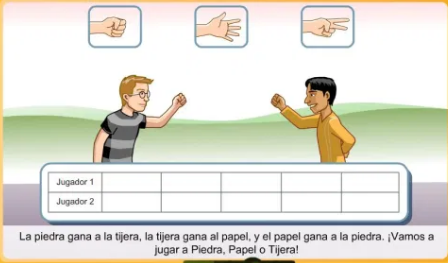 Jugador 1
Jugador 2
La piedra gana a la tijera, la tijera gana al papel, y el papel gana a la piedra. ¡Vamos a
jugar a Piedra, Papel o Tijera!